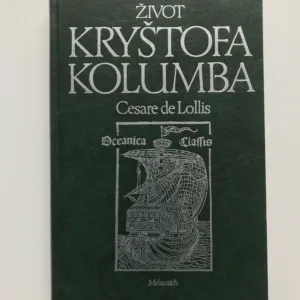 ŽIVOT
KRYŠTOFA
KOLUMBA
Cesare de Lollis
Oceanica Classis
Melantrich